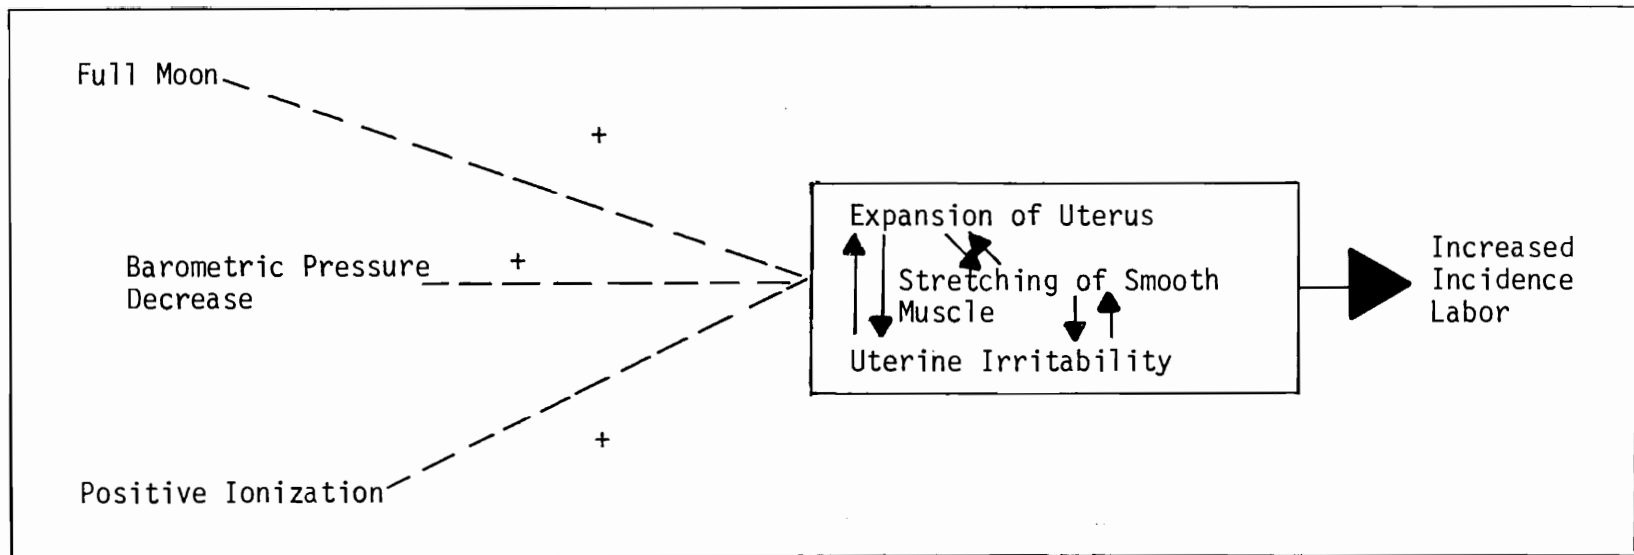 Full Moon
+
Expansion of Uterus
Barometric Pressure
Decrease
+
Stretching of Smooth
Muscle
Increased
Incidence
Labor
Uterine Irritability
+
Positive Ionization